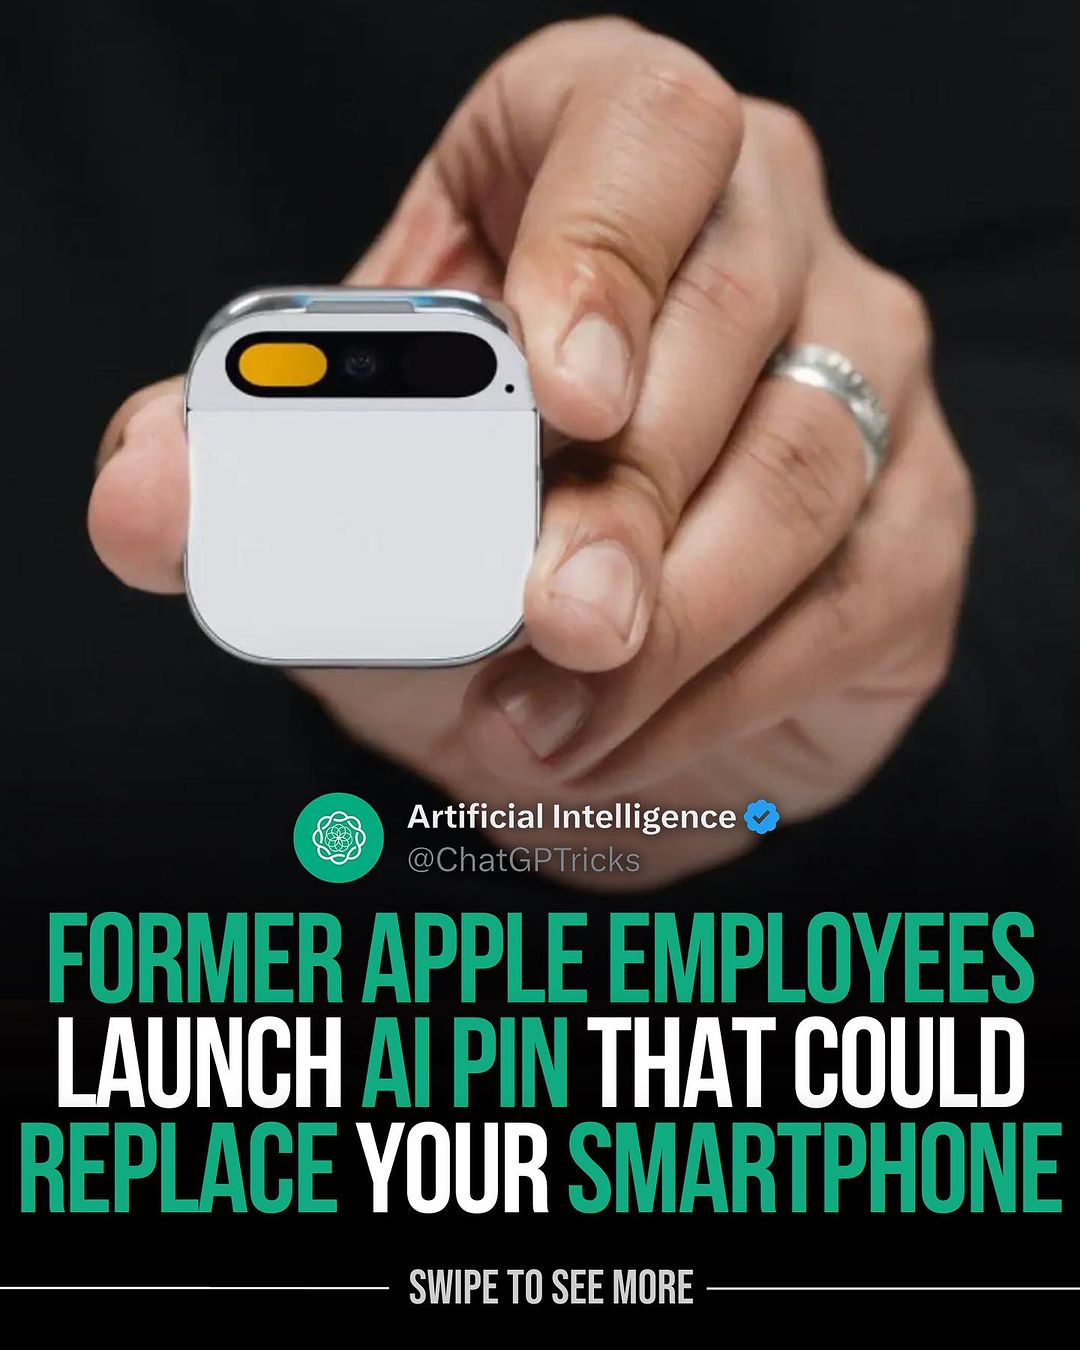 Artificial Intelligence
@ChatGPTricks
FORMER APPLE EMPLOYEES
LAUNCH AI PIN THAT COULD
REPLACE YOUR SMARTPHONE
SWIPE TO SEE MORE